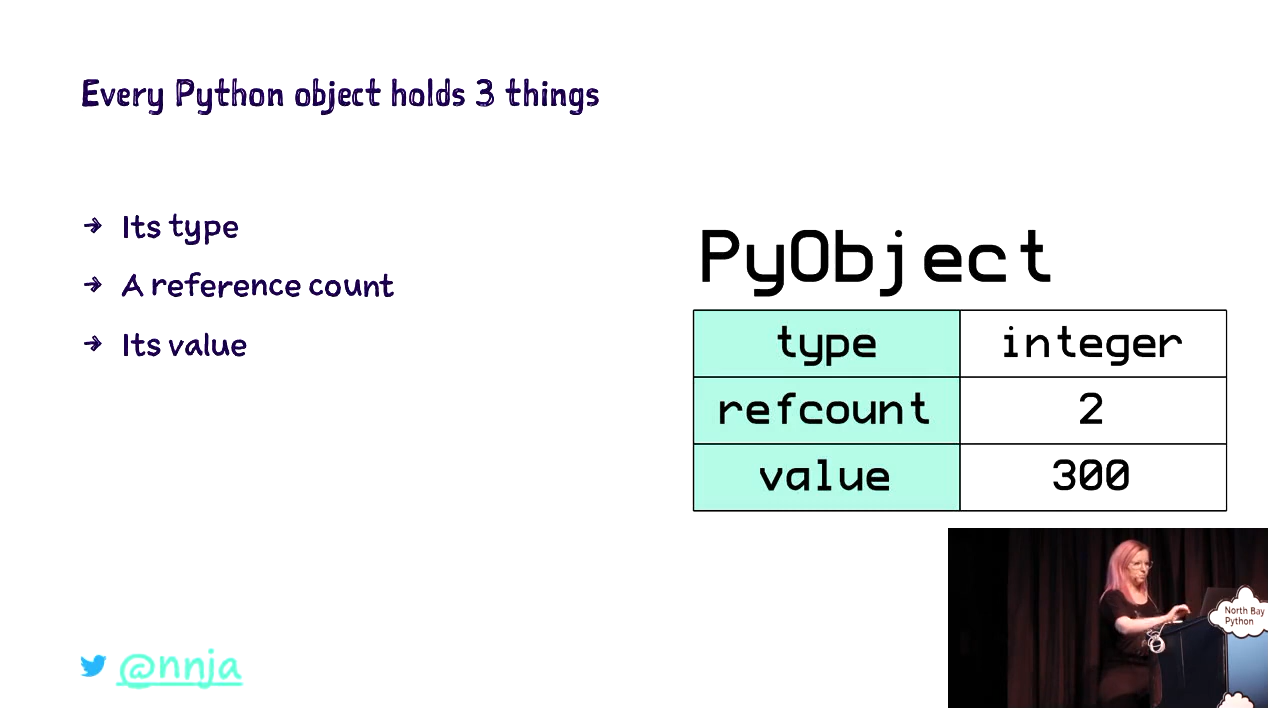 Every Python object holds 3 things
→ Its type
→ A reference count
→ Its value
PyObject
type integer
refcount 2
value 300
@nnja
North Bay
Python